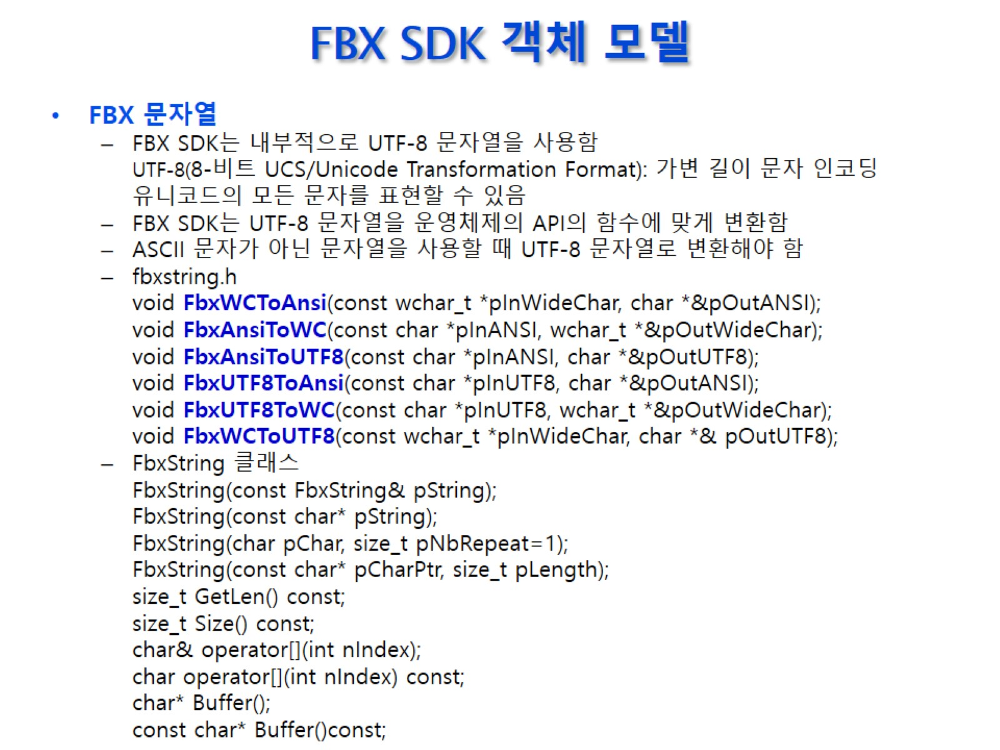 FBX SDK 객체 모델
• FBX 문자열
– FBX SDK는 내부적으로 UTF-8 문자열을 사용함
UTF-8(8-비트 UCS/Unicode Transformation Format): 가변 길이 문자 인코딩
유니코드의 모든 문자를 표현할 수 있음
– FBX SDK는 UTF-8 문자열을 운영체제의 API의 함수에 맞게 변환함
– ASCII 문자가 아닌 문자열을 사용할 때 UTF-8 문자열로 변환해야 함
– fbxstring.h
void FbxWCToAnsi(const wchar_t *pInWideChar, char *&pOutANSI);
void FbxAnsiToWC(const char *pInANSI, wchar_t *&pOutWideChar);
void FbxAnsiToUTF8(const char *pInANSI, char *&pOutUTF8);
void FbxUTF8ToAnsi(const char *pInUTF8, char *&pOutANSI);
void FbxUTF8ToWC(const char *pInUTF8, wchar_t *&pOutWideChar);
void FbxWCToUTF8(const wchar_t *pInWideChar, char *& pOutUTF8);
– FbxString 클래스
FbxString(const FbxString& pString);
FbxString(const char* pString);
FbxString(char pChar, size_t pNbRepeat=1);
FbxString(const char* pCharPtr, size_t pLength);
size_t GetLen() const;
size_t Size() const;
char& operator[](int nIndex);
char operator[](int nIndex) const;
char* Buffer();
const char* Buffer()const;